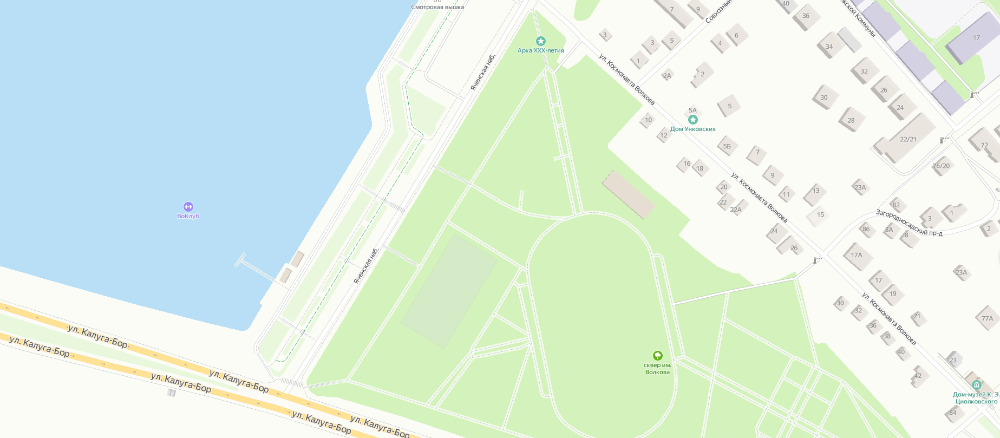 Смотровая вышка
40
7
9
Совхозный
36
жской Коммуны
17
3
3
5
4
6
34
Арка XXX-летия
1
2А
2
32
26
24
30
28
Яченская наб.
ул. Космонавта Волкова
5
5А
Дом Унковских
10
12
22/21
72
5Б
7
16
18
9
76/20
20
11
13
23А
22
22А
15
82
Загородносадский пр-д
ул. Космонавта Волкова
3
1
2
ВоКлуб
24
26
86
8А
8
17А
23А
Яченская наб.
17
19
30
32
21
36
38
40
77А
ул. Космонавта Волкова
ул. Калуга-Бор
ул. Калуга-Бор
ул. Калуга-Бор
ул. Калуга-Бор
сквер им.
Волкова
23
42
Дом-музей К. Э.
Циолковского
84
ул. Калуга-Бор
ул. Калуга-Бор